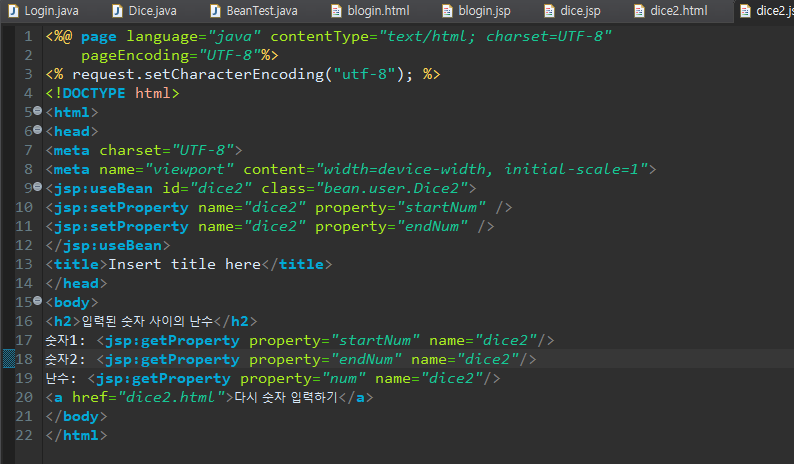 Login.java Dice.java BeanTest.java blogin.html blogin.jsp dice.jsp dice2.html dice2.js
1 <%@ page language="java" contentType="text/html; charset=UTF-8"
2 pageEncoding="UTF-8"%>
3 <% request.setCharacterEncoding("utf-8"); %>
4 <!DOCTYPE html>
5 <html>
6 <head>
7 <meta charset="UTF-8">
8 <meta name="viewport" content="width=device-width, initial-scale=1">
9 <jsp:useBean id="dice2" class="bean.user.Dice2">
10 <jsp:setProperty name="dice2" property="startNum" />
11 <jsp:setProperty name="dice2" property="endNum" />
12 </jsp:useBean>
13 <title>Insert title here</title>
14 </head>
15 <body>
16 <h2>입력된 숫자 사이의 난수</h2>
17 숫자1: <jsp:getProperty property="startNum" name="dice2"/>
18 숫자2: <jsp:getProperty property="endNum" name="dice2"/>
19 난수: <jsp:getProperty property="num" name="dice2"/>
20 <a href="dice2.html">다시 숫자 입력하기</a>
21 </body>
22 </html>